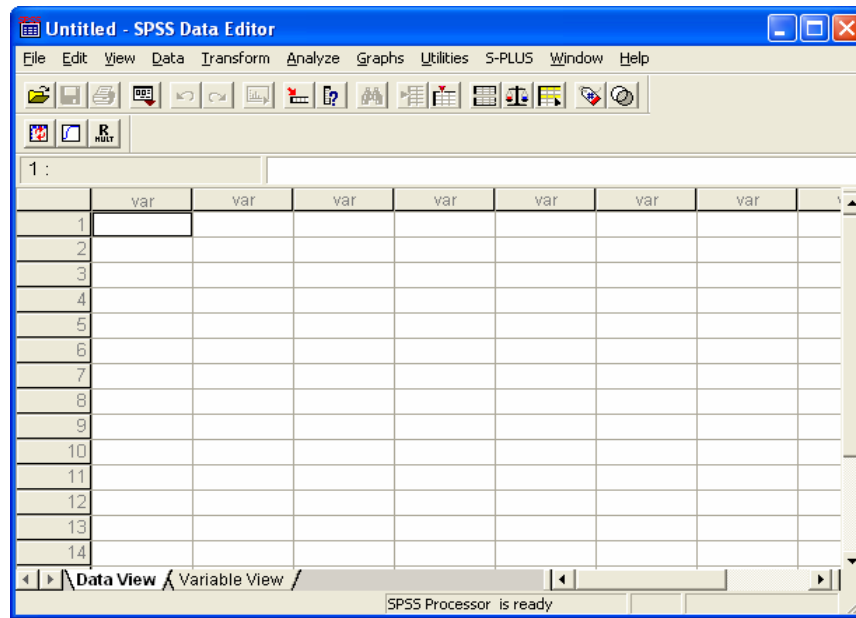 Untitled - SPSS Data Editor
File Edit View Data Transform Analyze Graphs Utilities S-PLUS Window Help
R
MULT
1 :
var var var var var var var
1
2
3
4
5
6
7
8
9
10
11
12
13
14
Data View Variable View
SPSS Processor is ready